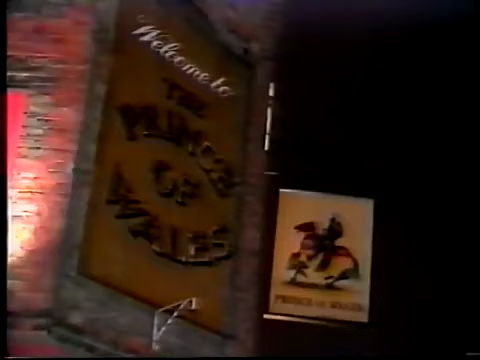 Welcome to
THE
PRINCE
OF
WALES
PRINCE OF WALES